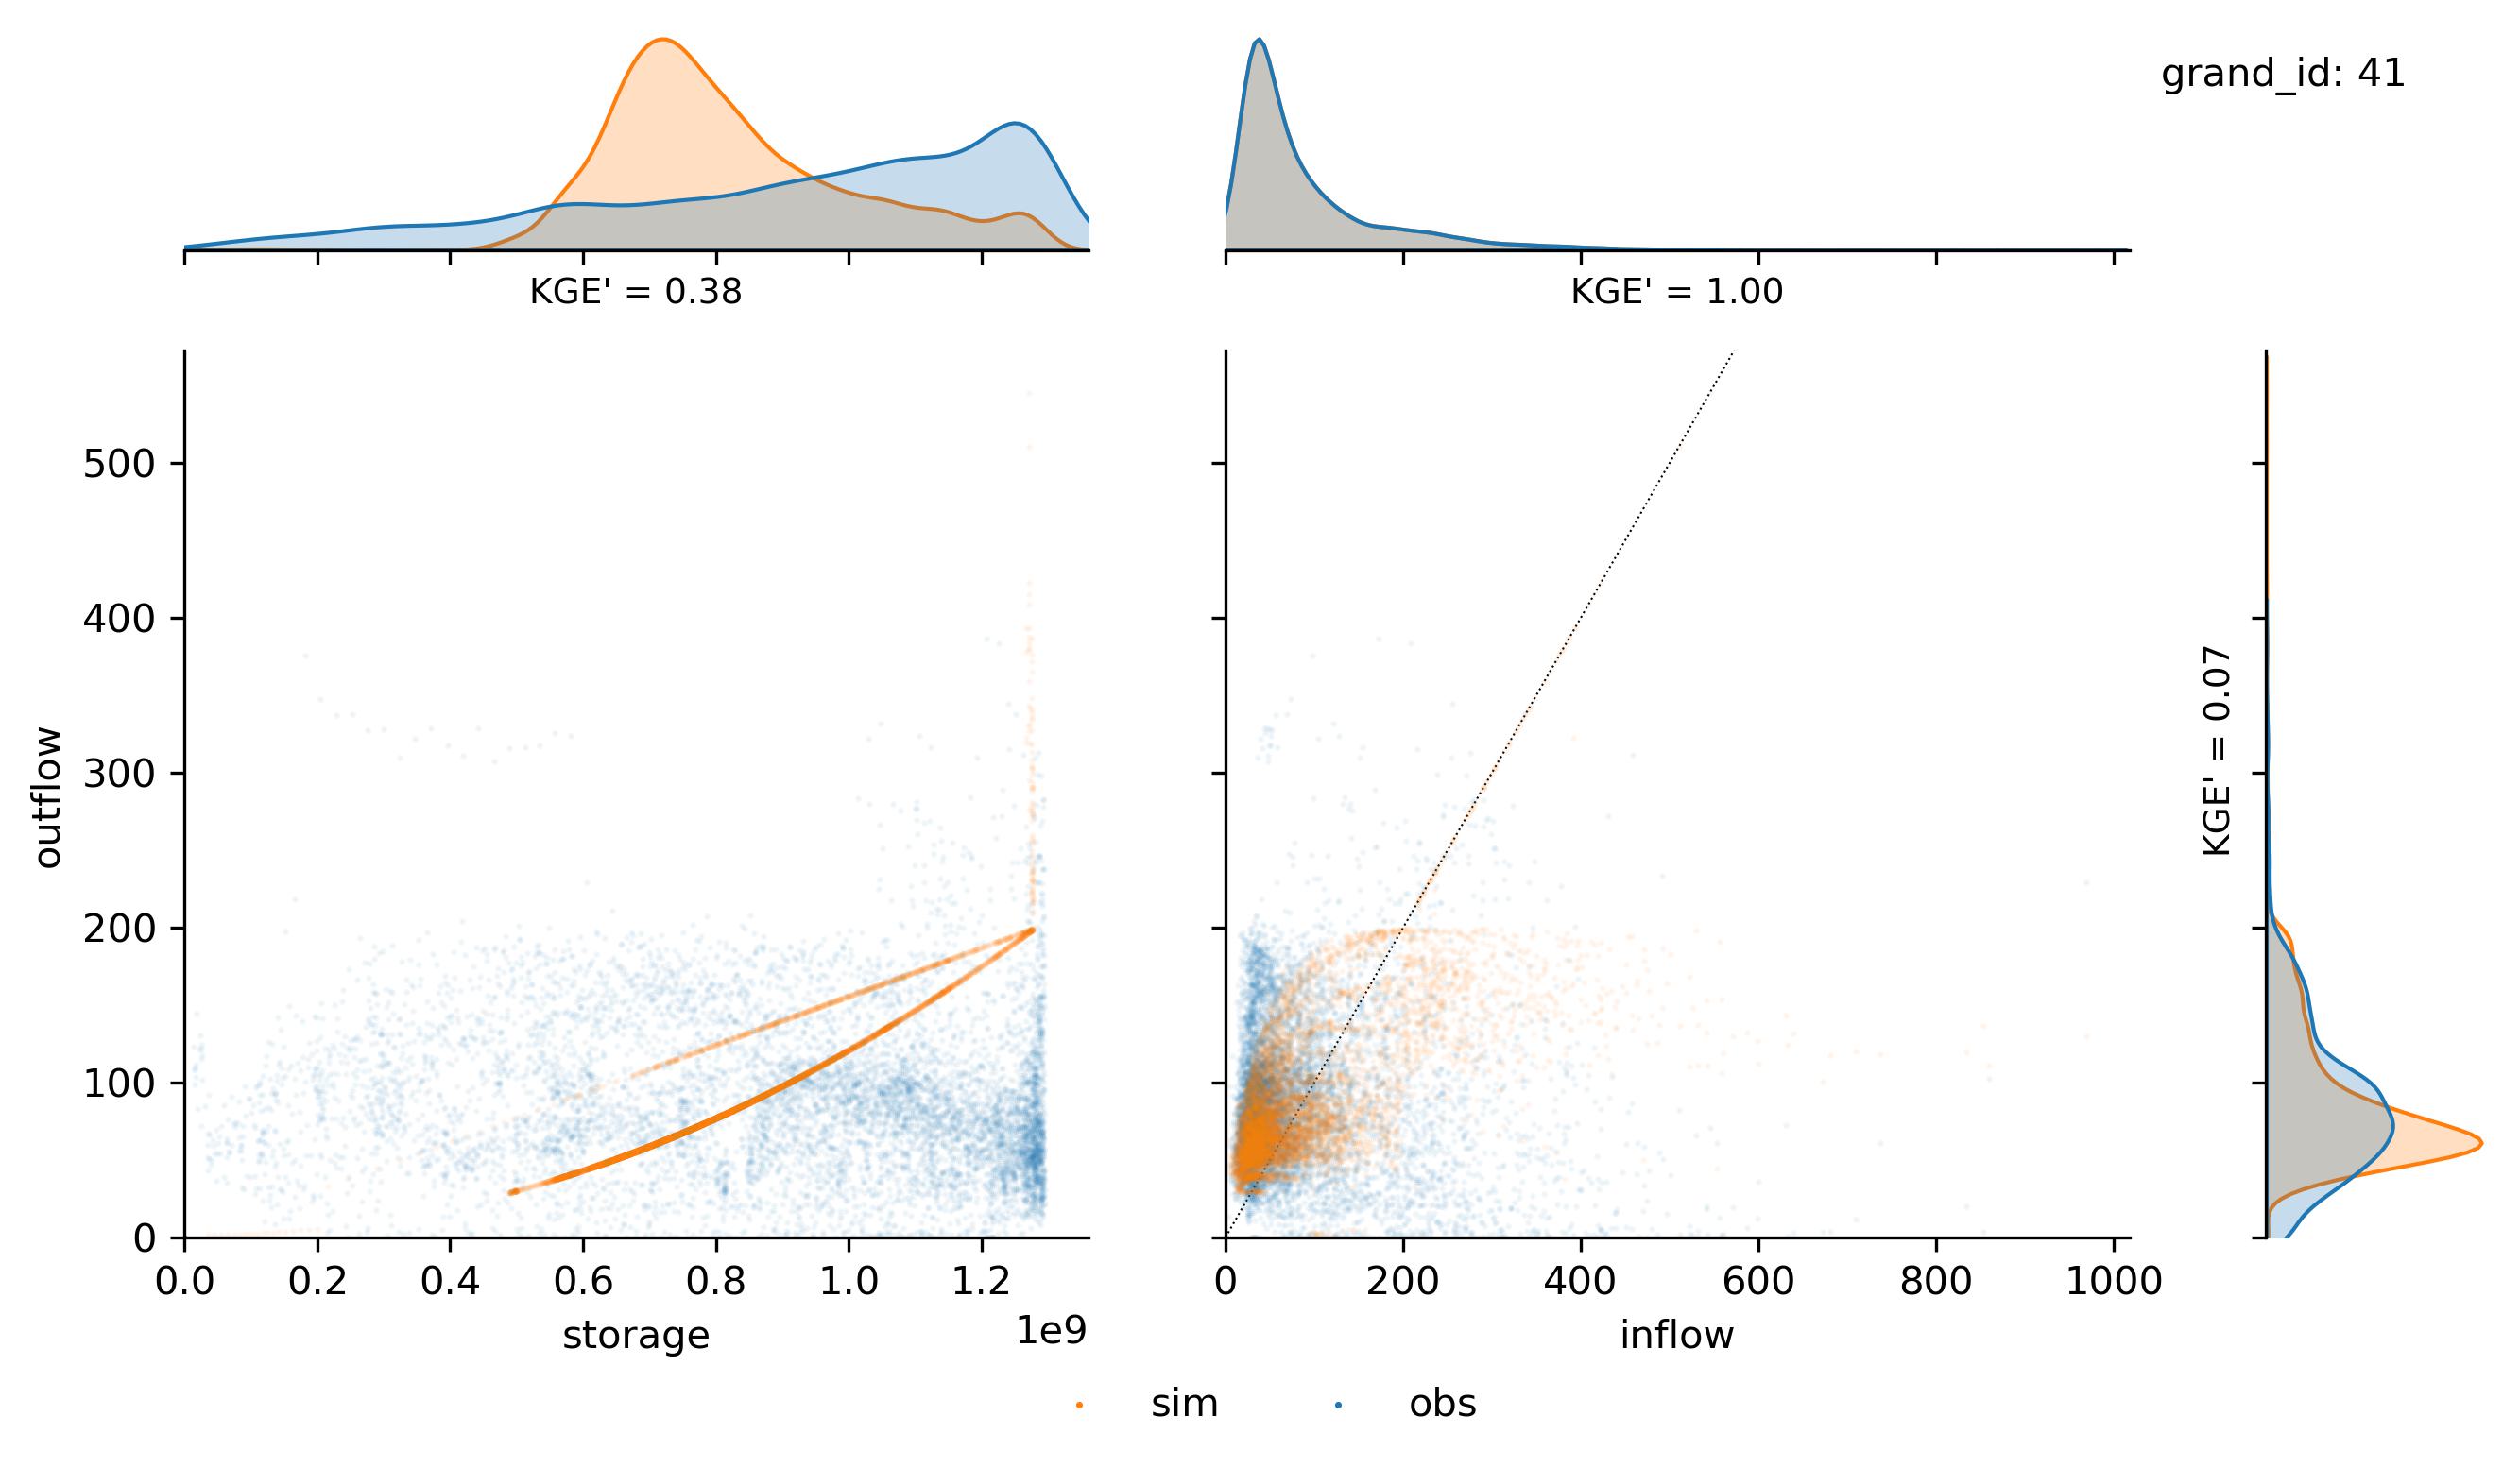 grand_id: 41
KGE' = 0.38
KGE' = 1.00
500
400
300
200
100
0
outflow
KGE' = 0.07
0.0 0.2 0.4 0.6 0.8 1.0 1.2
1e9
storage
0 200 400 600 800 1000
inflow
sim obs